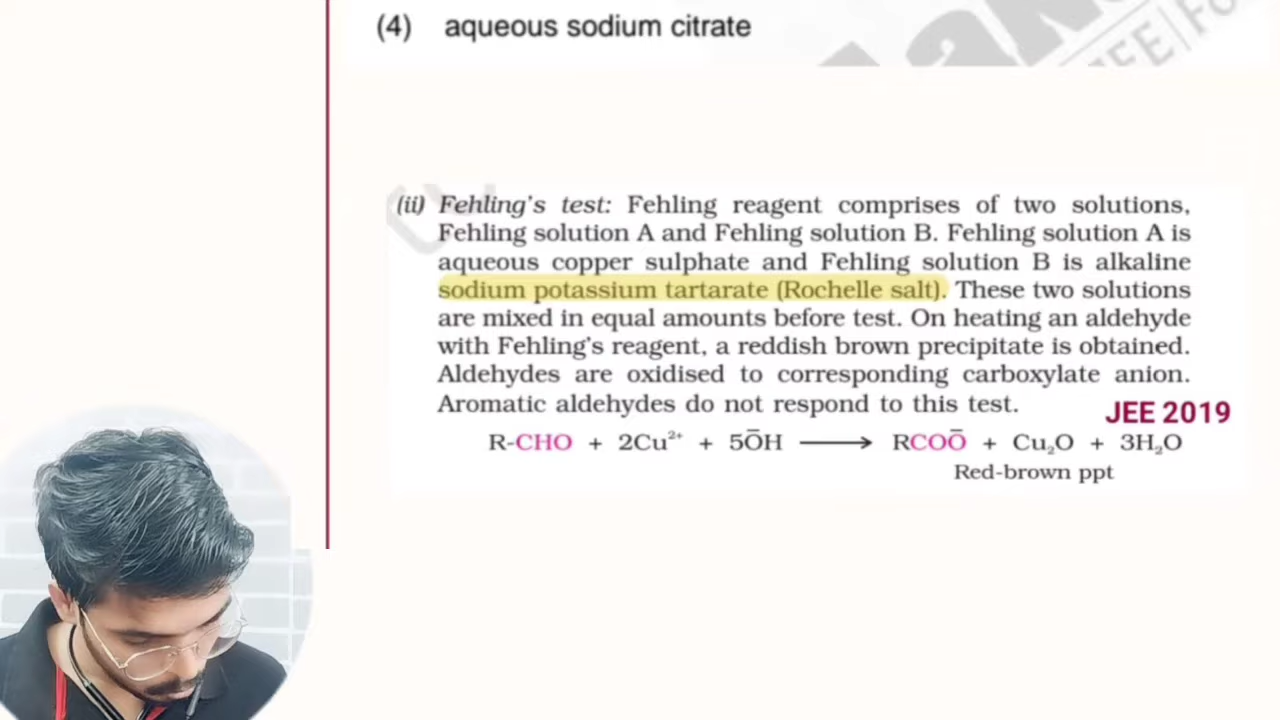 (4) aqueous sodium citrate
JEE|FO
(ii) Fehling's test: Fehling reagent comprises of two solutions,
Fehling solution A and Fehling solution B. Fehling solution A is
aqueous copper sulphate and Fehling solution B is alkaline
sodium potassium tartarate (Rochelle salt). These two solutions
are mixed in equal amounts before test. On heating an aldehyde
with Fehling's reagent, a reddish brown precipitate is obtained.
Aldehydes are oxidised to corresponding carboxylate anion.
Aromatic aldehydes do not respond to this test.
JEE 2019
R-CHO + 2Cu²⁺ + 5ŌH ⟶ RCOŌ + Cu₂O + 3H₂O
Red-brown ppt